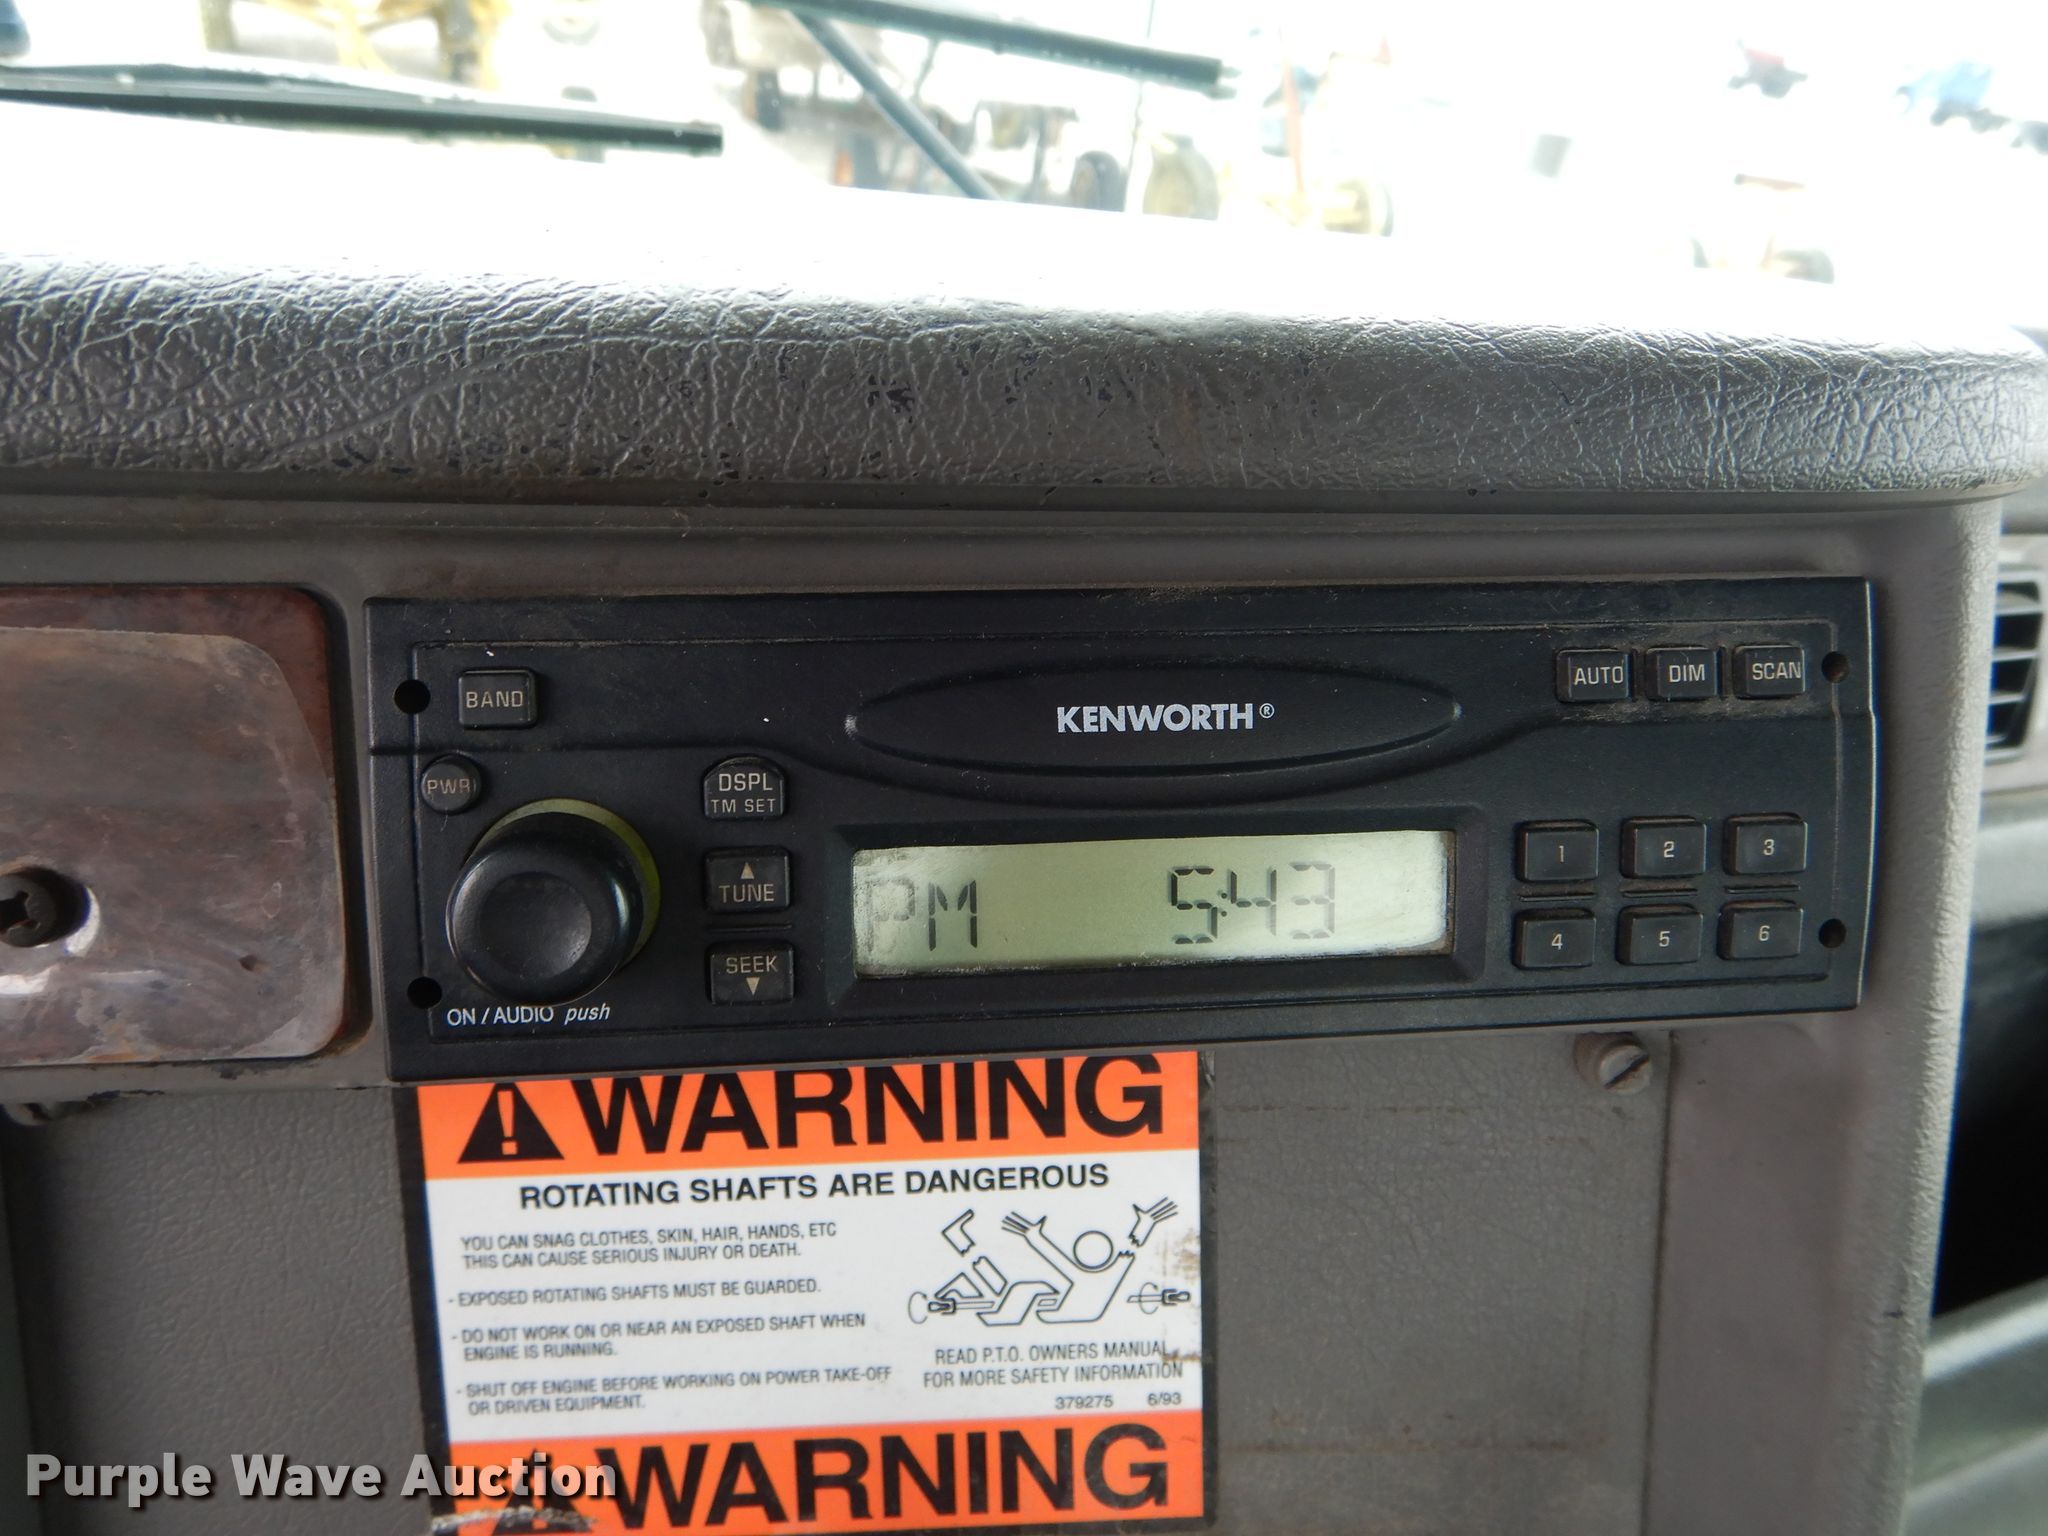 BAND
KENWORTH®
AUTO
DIM
SCAN
PWR
DSPL
TM SET
TUNE
SEEK
PM 5:43
1 2 3
4 5 6
ON / AUDIO push
WARNING
ROTATING SHAFTS ARE DANGEROUS
YOU CAN SNAG CLOTHES, SKIN, HAIR, HANDS, ETC
THIS CAN CAUSE SERIOUS INJURY OR DEATH.
- EXPOSED ROTATING SHAFTS MUST BE GUARDED.
- DO NOT WORK ON OR NEAR AN EXPOSED SHAFT WHEN
ENGINE IS RUNNING.
- SHUT OFF ENGINE BEFORE WORKING ON POWER TAKE-OFF
OR DRIVEN EQUIPMENT.
READ P.T.O. OWNERS MANUAL
FOR MORE SAFETY INFORMATION
379275 6/93
WARNING
Purple Wave Auction